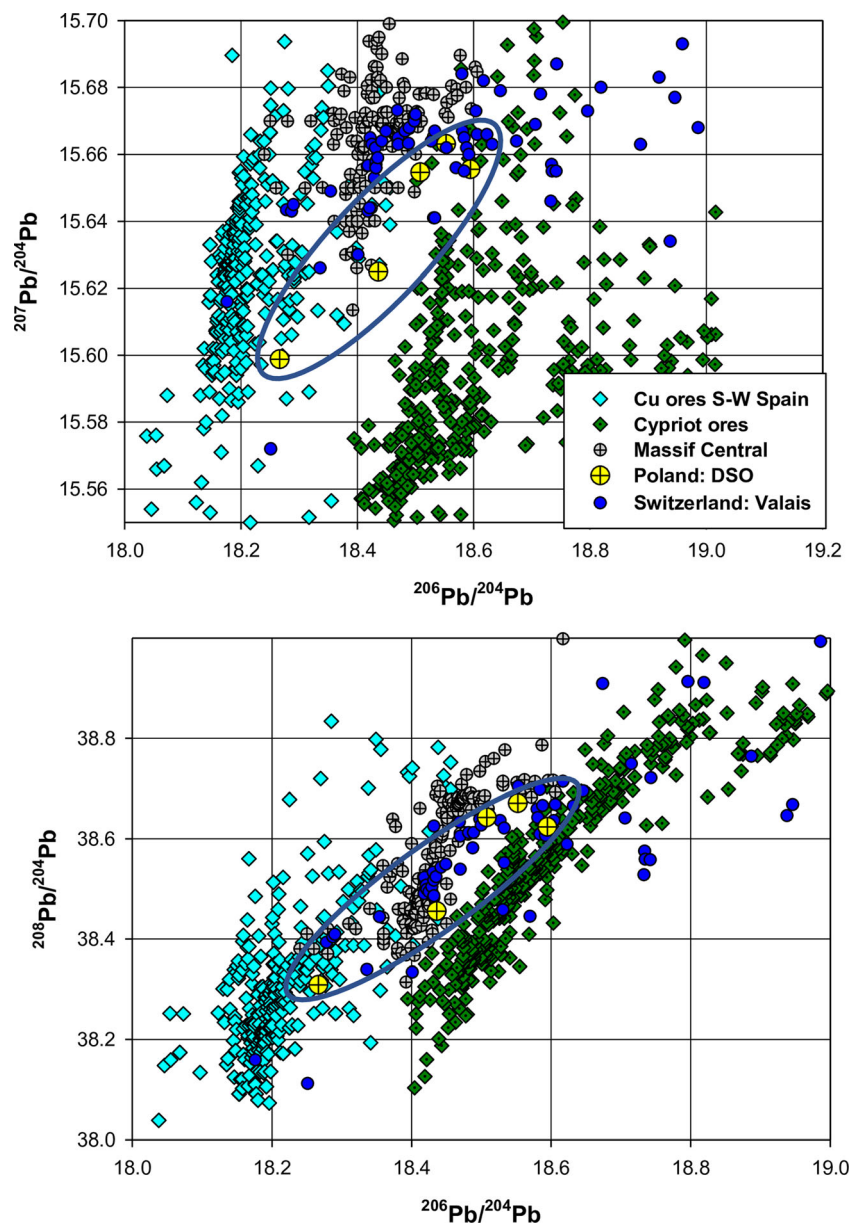 15.70
15.68
15.66
15.64
15.62
15.60
15.58
15.56
²⁰⁷Pb/²⁰⁴Pb
Cu ores S-W Spain
Cypriot ores
Massif Central
Poland: DSO
Switzerland: Valais
18.0 18.2 18.4 18.6 18.8 19.0 19.2
²⁰⁶Pb/²⁰⁴Pb
38.8
38.6
38.4
38.2
38.0
²⁰⁸Pb/²⁰⁴Pb
18.0 18.2 18.4 18.6 18.8 19.0
²⁰⁶Pb/²⁰⁴Pb